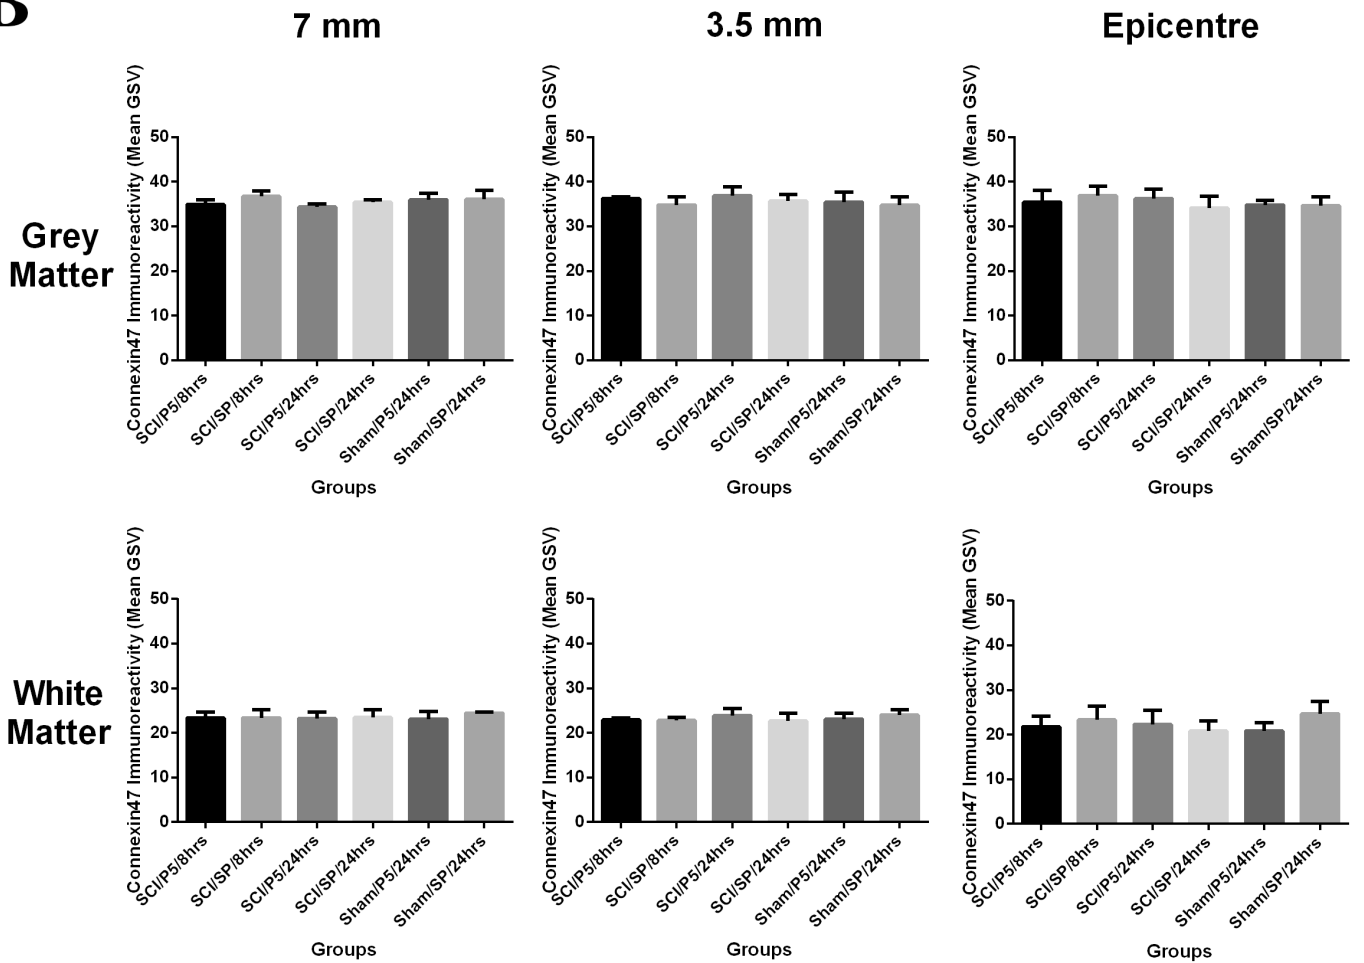 B
7 mm
3.5 mm
Epicentre
Grey
Matter
Connexin47 Immunoreactivity (Mean GSV)
50
40
30
20
10
0
SCI/P5/8hrs
SCI/SP/8hrs
SCI/P5/24hrs
SCI/SP/24hrs
Sham/P5/24hrs
Sham/SP/24hrs
Groups
Connexin47 Immunoreactivity (Mean GSV)
50
40
30
20
10
0
SCI/P5/8hrs
SCI/SP/8hrs
SCI/P5/24hrs
SCI/SP/24hrs
Sham/P5/24hrs
Sham/SP/24hrs
Groups
Connexin47 Immunoreactivity (Mean GSV)
50
40
30
20
10
0
SCI/P5/8hrs
SCI/SP/8hrs
SCI/P5/24hrs
SCI/SP/24hrs
Sham/P5/24hrs
Sham/SP/24hrs
Groups
White
Matter
Connexin47 Immunoreactivity (Mean GSV)
50
40
30
20
10
0
SCI/P5/8hrs
SCI/SP/8hrs
SCI/P5/24hrs
SCI/SP/24hrs
Sham/P5/24hrs
Sham/SP/24hrs
Groups
Connexin47 Immunoreactivity (Mean GSV)
50
40
30
20
10
0
SCI/P5/8hrs
SCI/SP/8hrs
SCI/P5/24hrs
SCI/SP/24hrs
Sham/P5/24hrs
Sham/SP/24hrs
Groups
Connexin47 Immunoreactivity (Mean GSV)
50
40
30
20
10
0
SCI/P5/8hrs
SCI/SP/8hrs
SCI/P5/24hrs
SCI/SP/24hrs
Sham/P5/24hrs
Sham/SP/24hrs
Groups